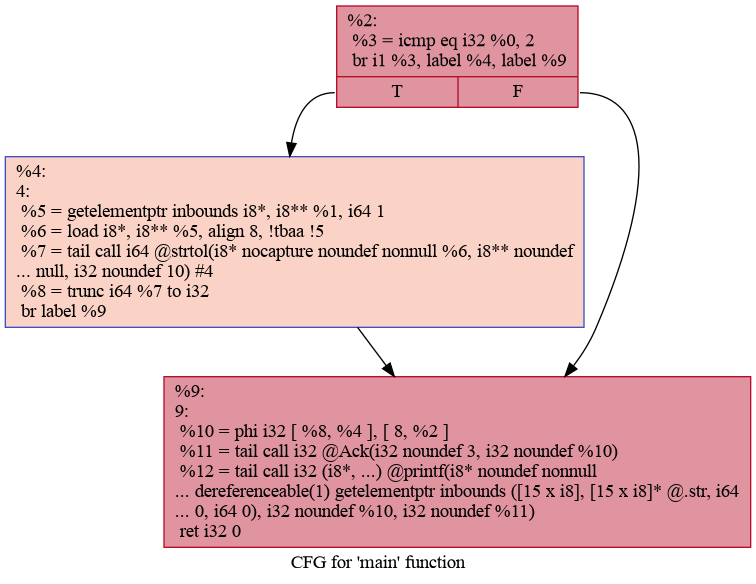 %2:
%3 = icmp eq i32 %0, 2
br i1 %3, label %4, label %9
T F
%4:
4:
%5 = getelementptr inbounds i8*, i8** %1, i64 1
%6 = load i8*, i8** %5, align 8, !tbaa !5
%7 = tail call i64 @strtol(i8* nocapture noundef nonnull %6, i8** noundef
... null, i32 noundef 10) #4
%8 = trunc i64 %7 to i32
br label %9
%9:
9:
%10 = phi i32 [ %8, %4 ], [ 8, %2 ]
%11 = tail call i32 @Ack(i32 noundef 3, i32 noundef %10)
%12 = tail call i32 (i8*, ...) @printf(i8* noundef nonnull
... dereferenceable(1) getelementptr inbounds ([15 x i8], [15 x i8]* @.str, i64
... 0, i64 0), i32 noundef %10, i32 noundef %11)
ret i32 0
CFG for 'main' function